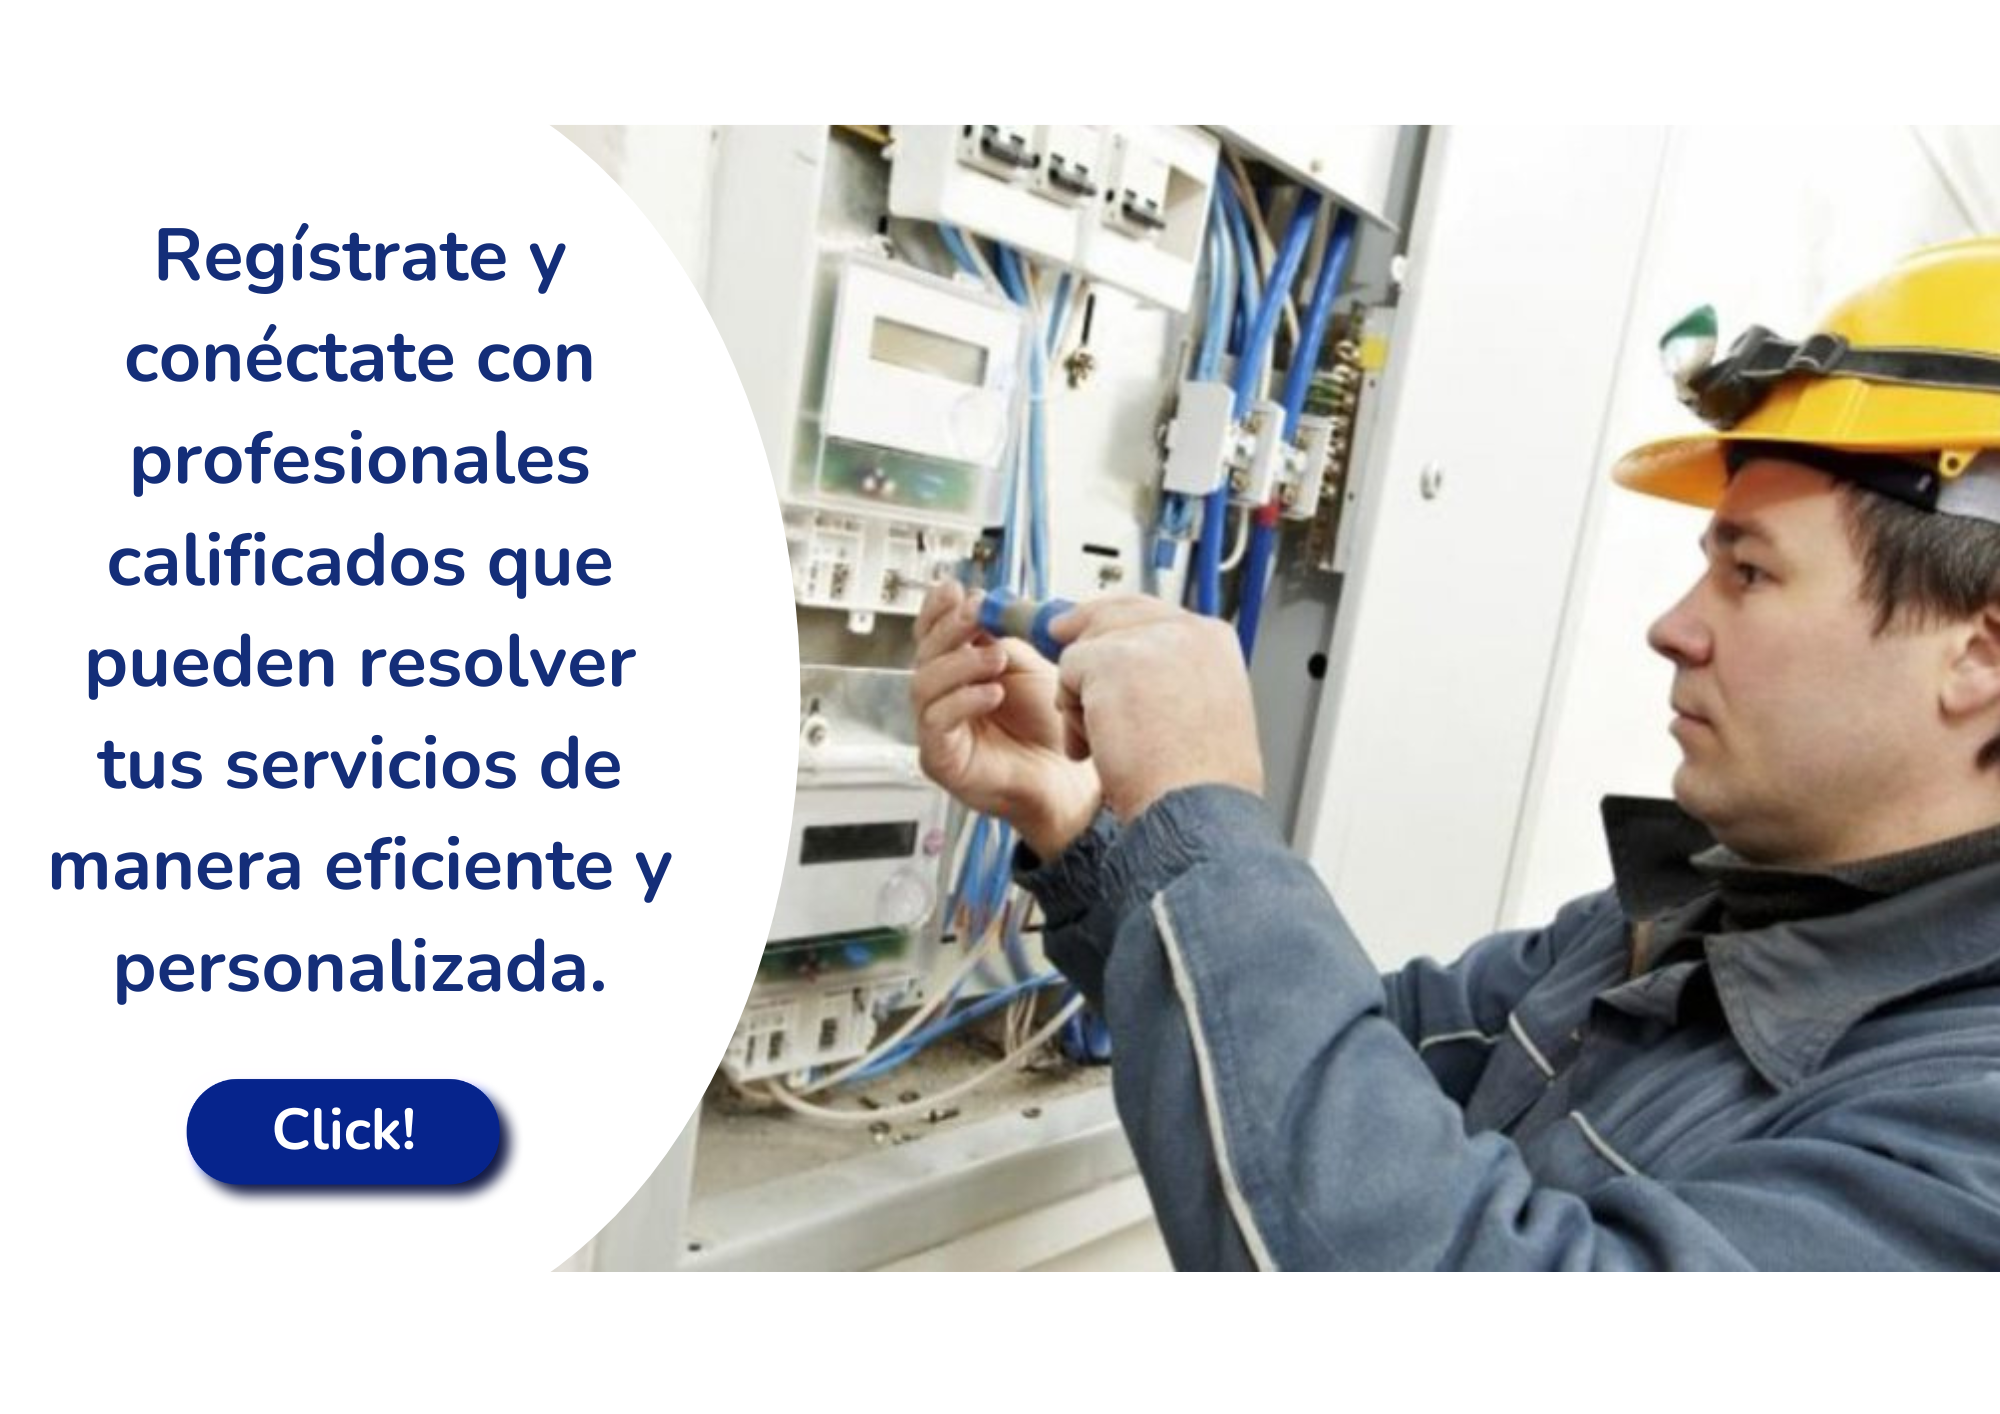 Regístrate y
conéctate con
profesionales
calificados que
pueden resolver
tus servicios de
manera eficiente y
personalizada.
Click!